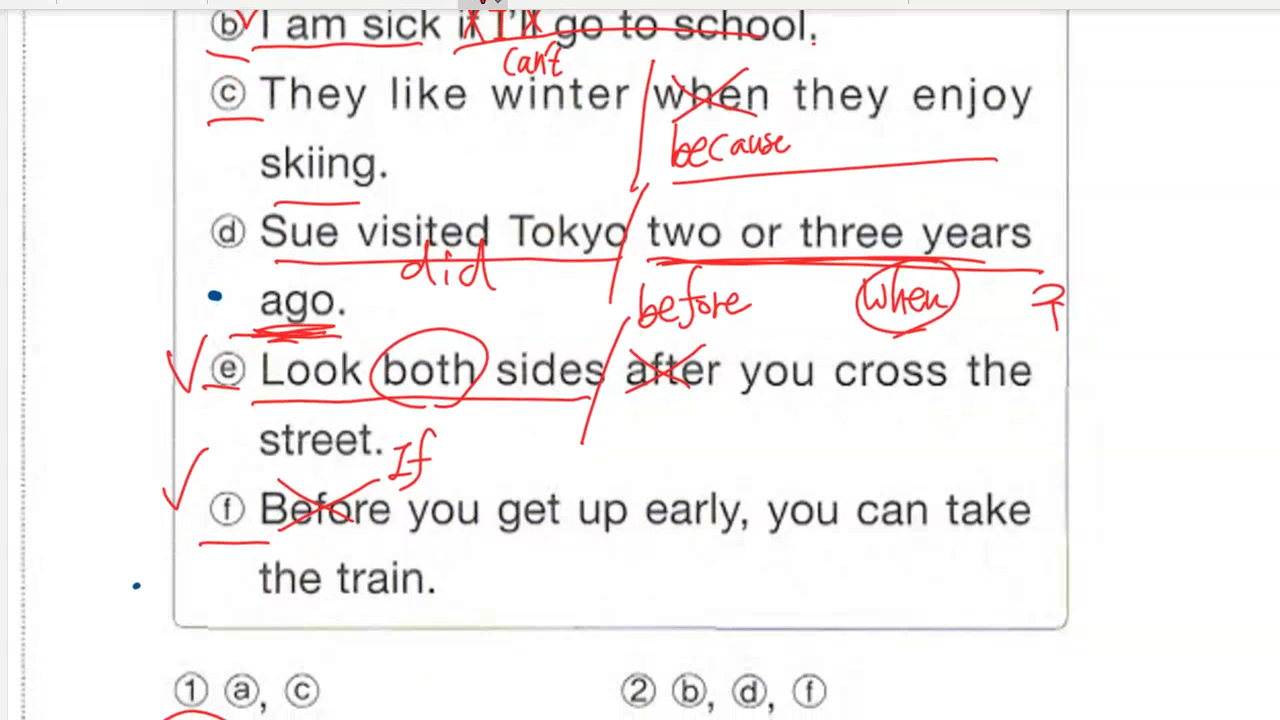 ⓑ I am sick if I'll go to school.
can't
ⓒ They like winter when they enjoy
because
skiing.
ⓓ Sue visited Tokyo two or three years
did
ago.
before when ?
ⓔ Look both sides after you cross the
street.
If
ⓕ Before you get up early, you can take
the train.
① ⓐ, ⓒ ② ⓑ, ⓓ, ⓕ